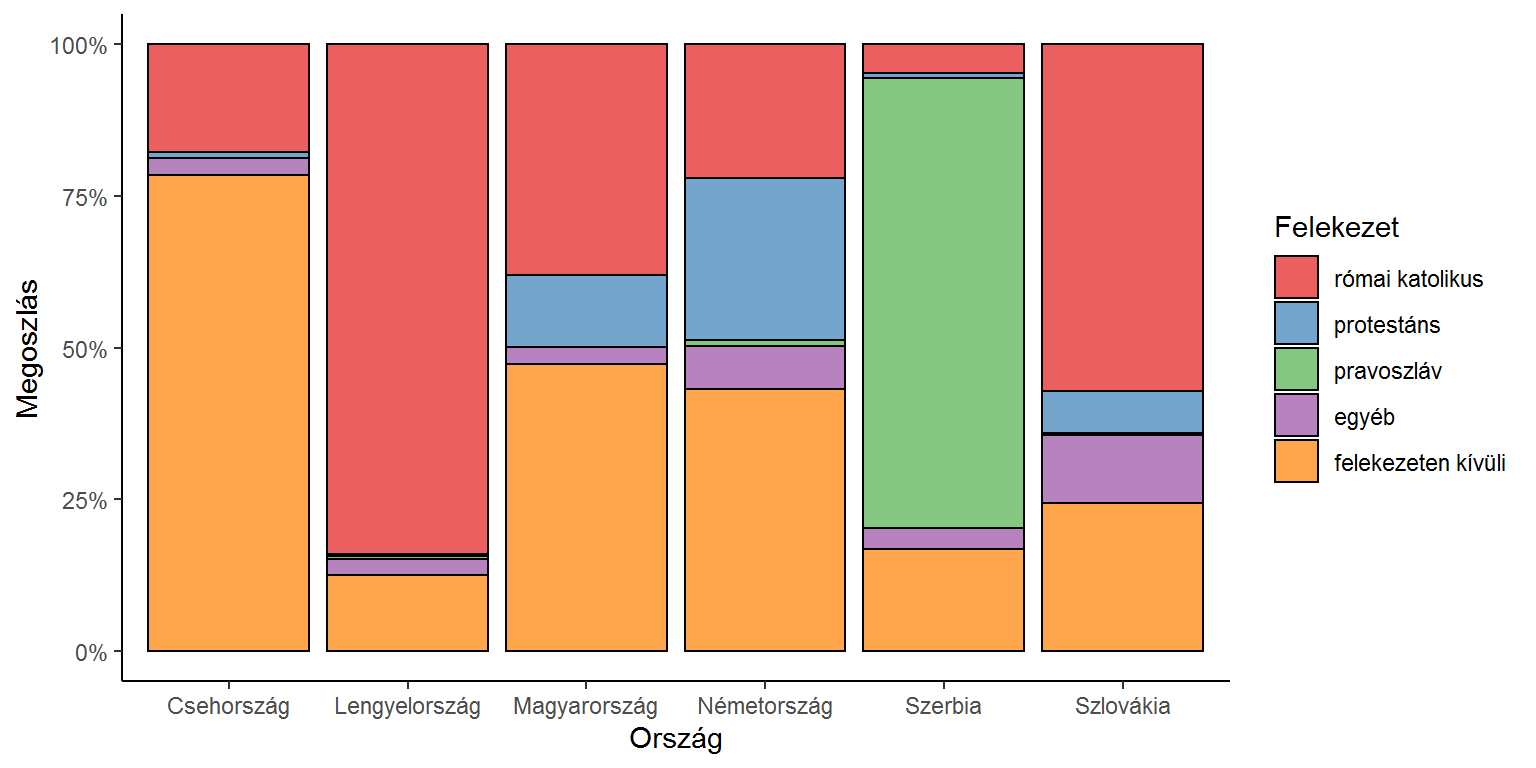 100%
75%
50%
25%
0%
Megoszlás
Csehország
Lengyelország
Magyarország
Németország
Szerbia
Szlovákia
Ország
Felekezet
római katolikus
protestáns
pravoszláv
egyéb
felekezeten kívüli